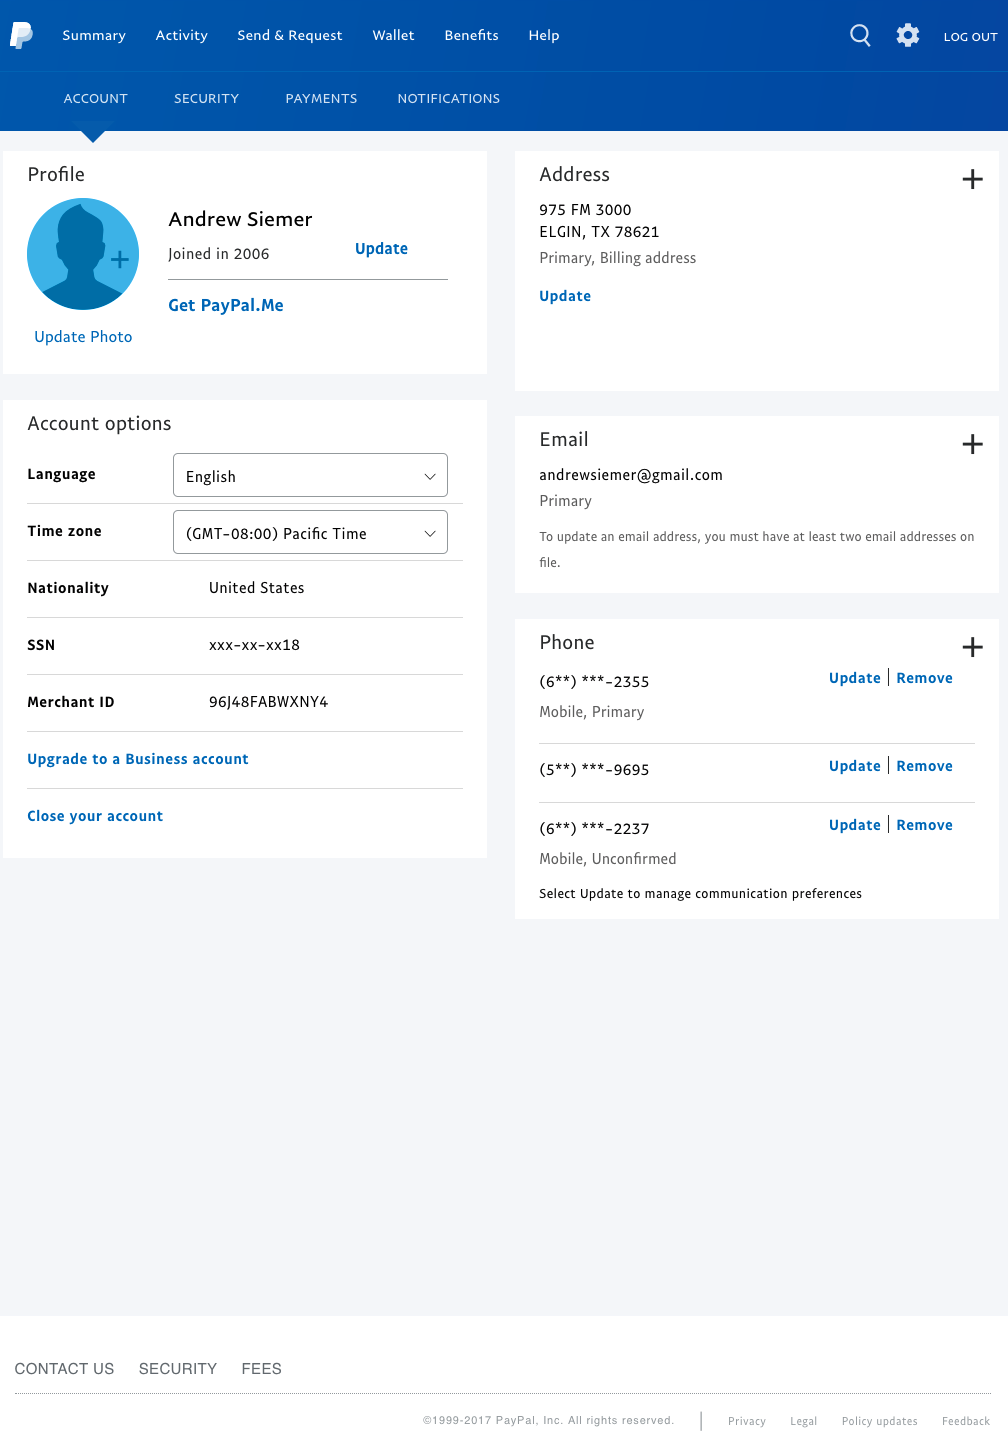 Summary Activity Send & Request Wallet Benefits Help LOG OUT
ACCOUNT SECURITY PAYMENTS NOTIFICATIONS
Profile
Andrew Siemer
Joined in 2006
Update
Get PayPal.Me
Update Photo
Account options
Language English
Time zone (GMT-08:00) Pacific Time
Nationality United States
SSN xxx-xx-xx18
Merchant ID 96J48FABWXNY4
Upgrade to a Business account
Close your account
Address
975 FM 3000
ELGIN, TX 78621
Primary, Billing address
Update
Email
andrewsiemer@gmail.com
Primary
To update an email address, you must have at least two email addresses on
file.
Phone
(6**) ***-2355 Update Remove
Mobile, Primary
(5**) ***-9695 Update Remove
(6**) ***-2237 Update Remove
Mobile, Unconfirmed
Select Update to manage communication preferences
CONTACT US SECURITY FEES
©1999-2017 PayPal, Inc. All rights reserved. Privacy Legal Policy updates Feedback